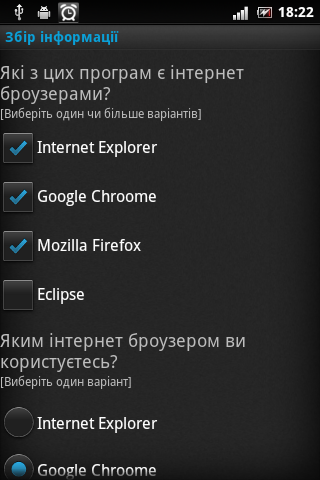 18:22
Збір інформації
Які з цих програм є інтернет
броузерами?
[Виберіть один чи більше варіантів]
Internet Explorer
Google Chroome
Mozilla Firefox
Eclipse
Яким інтернет броузером ви
користуєтесь?
[Виберіть один варіант]
Internet Explorer
Google Chroome